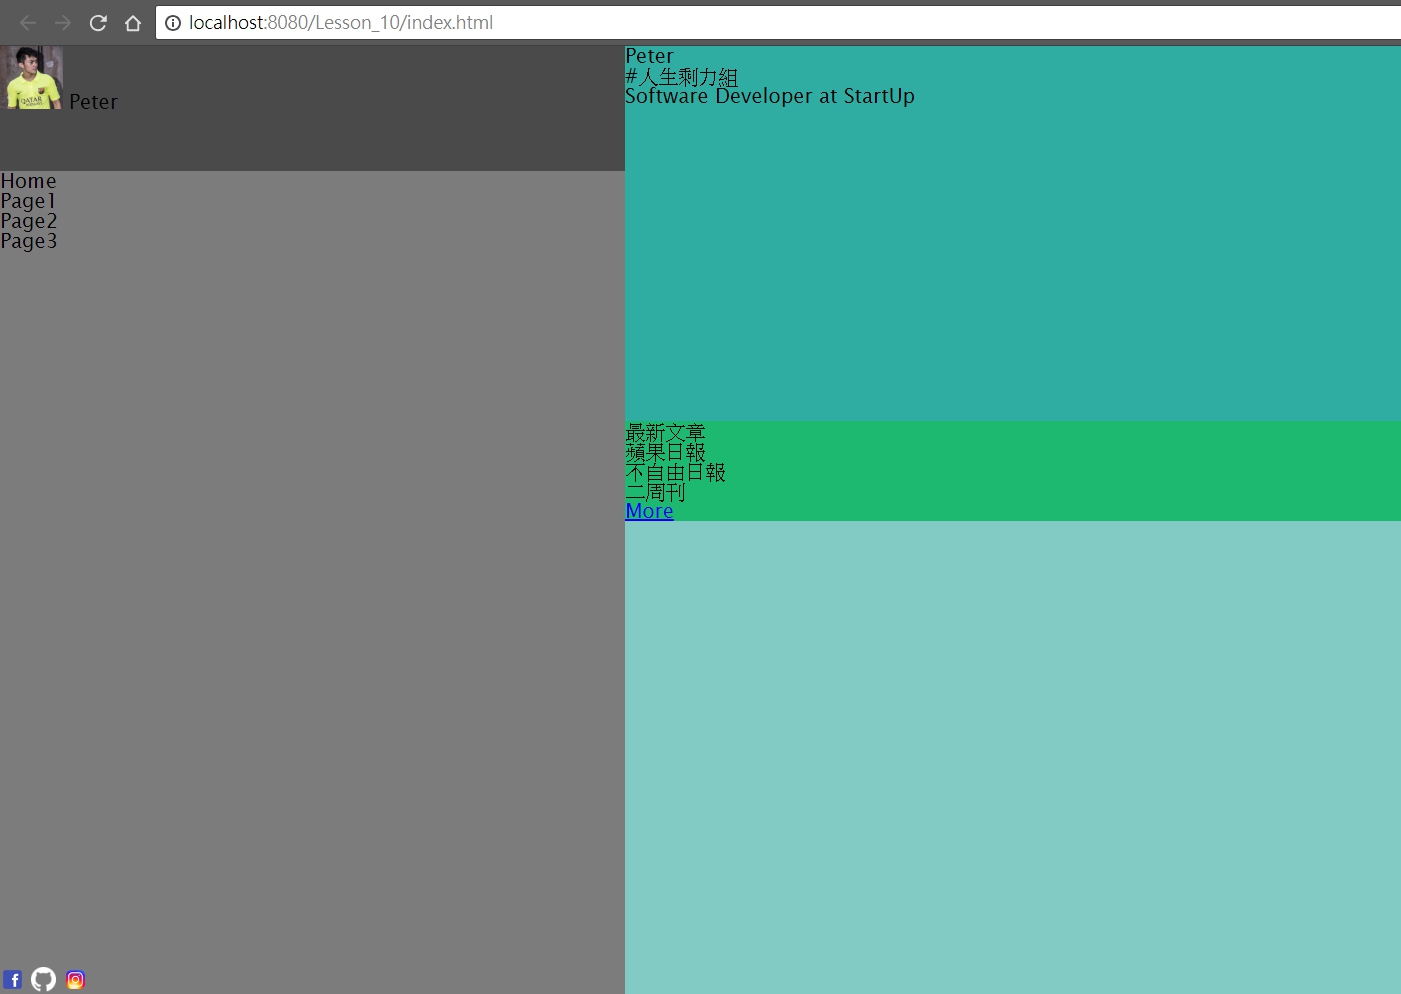 localhost:8080/Lesson_10/index.html
QATAR
Peter
Home
Page1
Page2
Page3
Peter
#人生剩力組
Software Developer at StartUp
最新文章
蘋果日報
不自由日報
二周刊
More